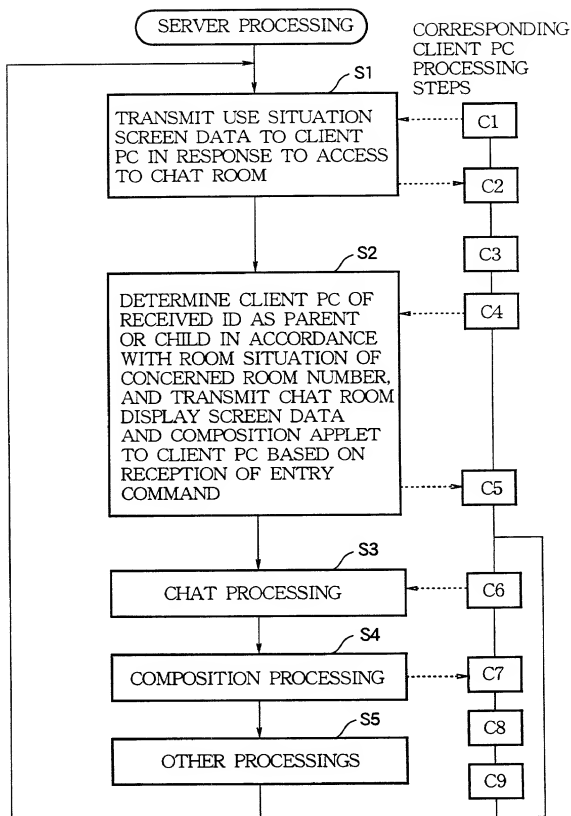 SERVER PROCESSING
CORRESPONDING
CLIENT PC
PROCESSING
STEPS
S1
TRANSMIT USE SITUATION
SCREEN DATA TO CLIENT
PC IN RESPONSE TO ACCESS
TO CHAT ROOM
C1
C2
C3
S2
DETERMINE CLIENT PC OF
RECEIVED ID AS PARENT
OR CHILD IN ACCORDANCE
WITH ROOM SITUATION OF
CONCERNED ROOM NUMBER,
AND TRANSMIT CHAT ROOM
DISPLAY SCREEN DATA
AND COMPOSITION APPLET
TO CLIENT PC BASED ON
RECEPTION OF ENTRY
COMMAND
C4
C5
S3
CHAT PROCESSING
C6
S4
COMPOSITION PROCESSING
C7
S5
OTHER PROCESSINGS
C8
C9